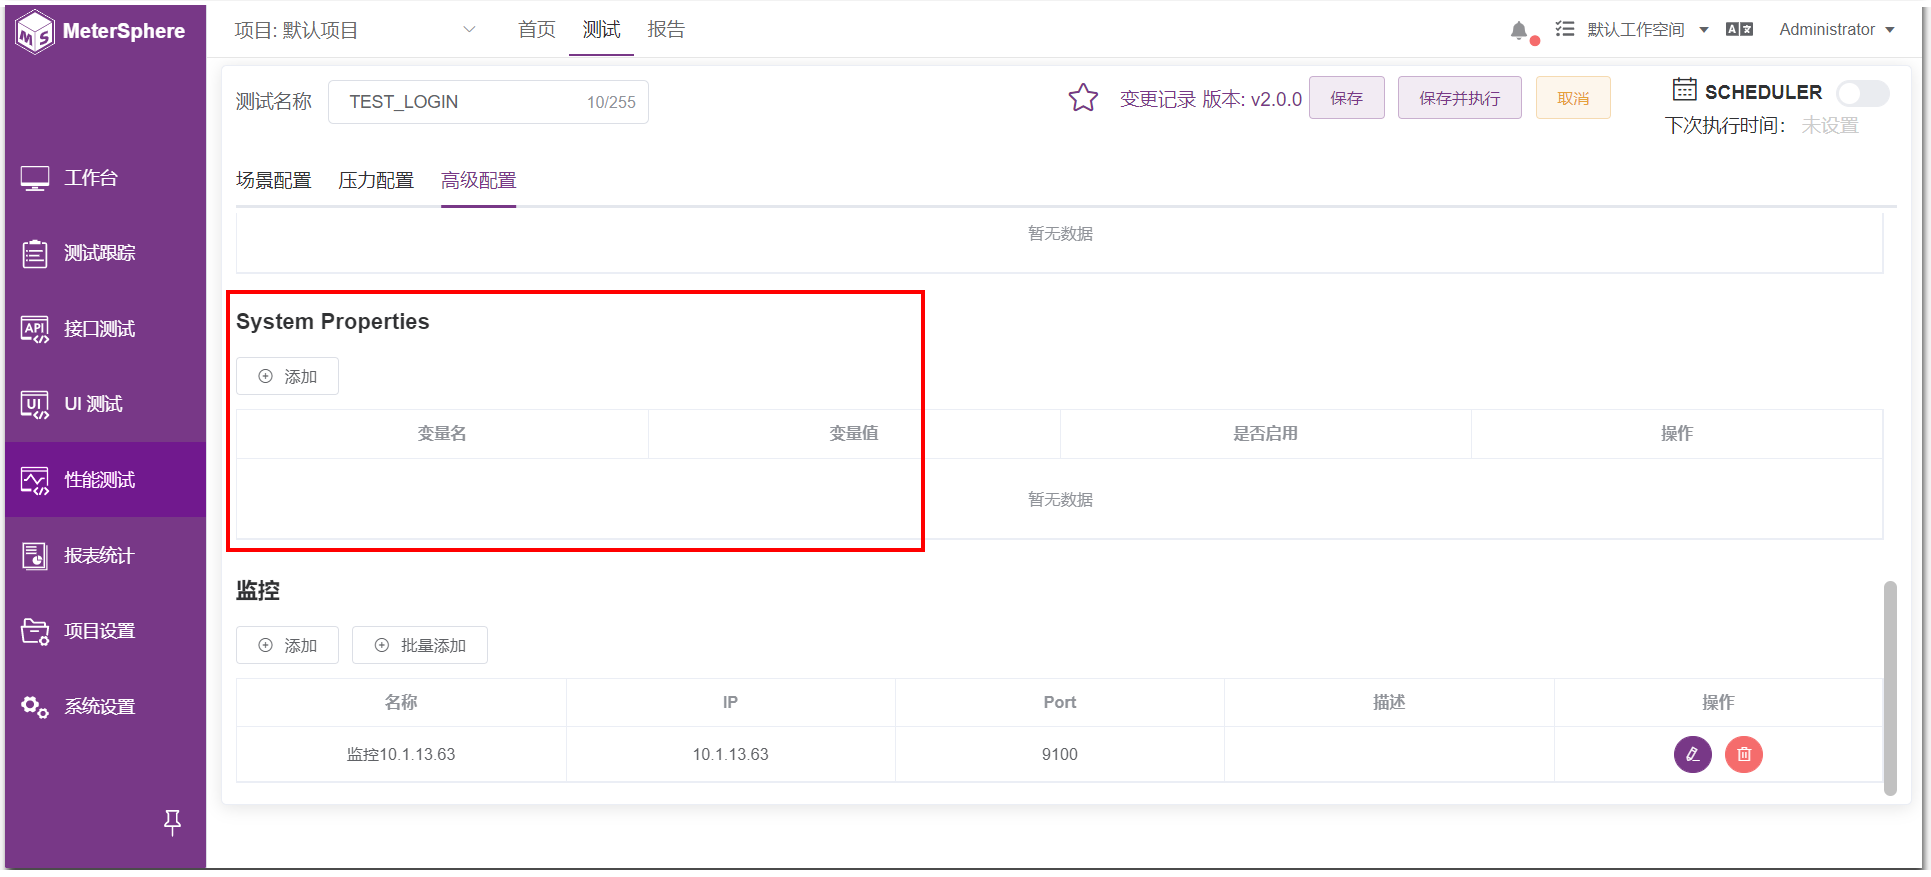 MeterSphere
项目: 默认项目
首页
测试
报告
默认工作空间
Administrator
测试名称
TEST_LOGIN
10/255
变更记录 版本: v2.0.0
保存
保存并执行
取消
SCHEDULER
下次执行时间： 未设置
工作台
测试跟踪
API 接口测试
UI UI 测试
性能测试
报表统计
项目设置
系统设置
场景配置
压力配置
高级配置
暂无数据
System Properties
添加
变量名 变量值 是否启用 操作
暂无数据
监控
添加 批量添加
名称 IP Port 描述 操作
监控10.1.13.63 10.1.13.63 9100